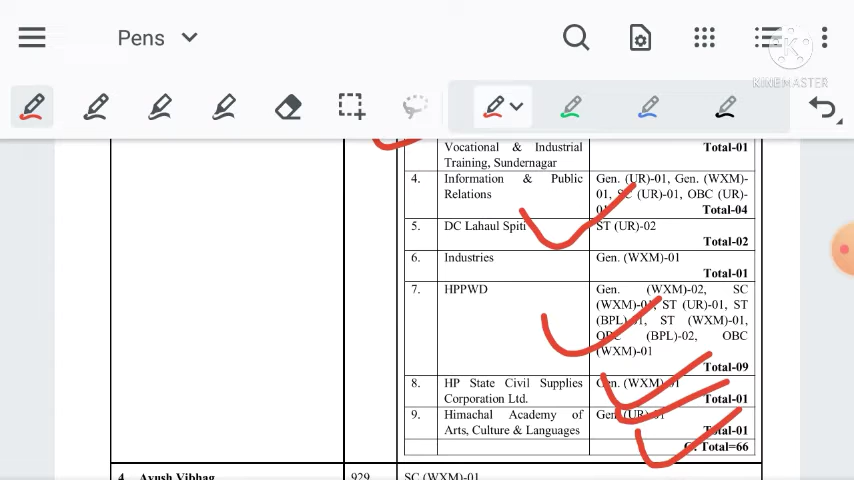 Pens
KINEMASTER
Vocational & Industrial Training, Sundernagar
Total-01
4. Information & Public Relations
Gen. (UR)-01, Gen. (WXM)-
01, SC (UR)-01, OBC (UR)-
Total-04
5. DC Lahaul Spiti
ST (UR)-02
Total-02
6. Industries
Gen. (WXM)-01
Total-01
7. HPPWD
Gen. (WXM)-02, SC
(WXM)-01, ST (UR)-01, ST
(BPL)-01, ST (WXM)-01,
OBC (BPL)-02, OBC
(WXM)-01
Total-09
8. HP State Civil Supplies
Corporation Ltd.
Gen. (WXM)-01
Total-01
9. Himachal Academy of
Arts, Culture & Languages
Gen. (UR)-01
Total-01
G. Total=66
4 Ayush Vibhag 929 SC (WXM)-01